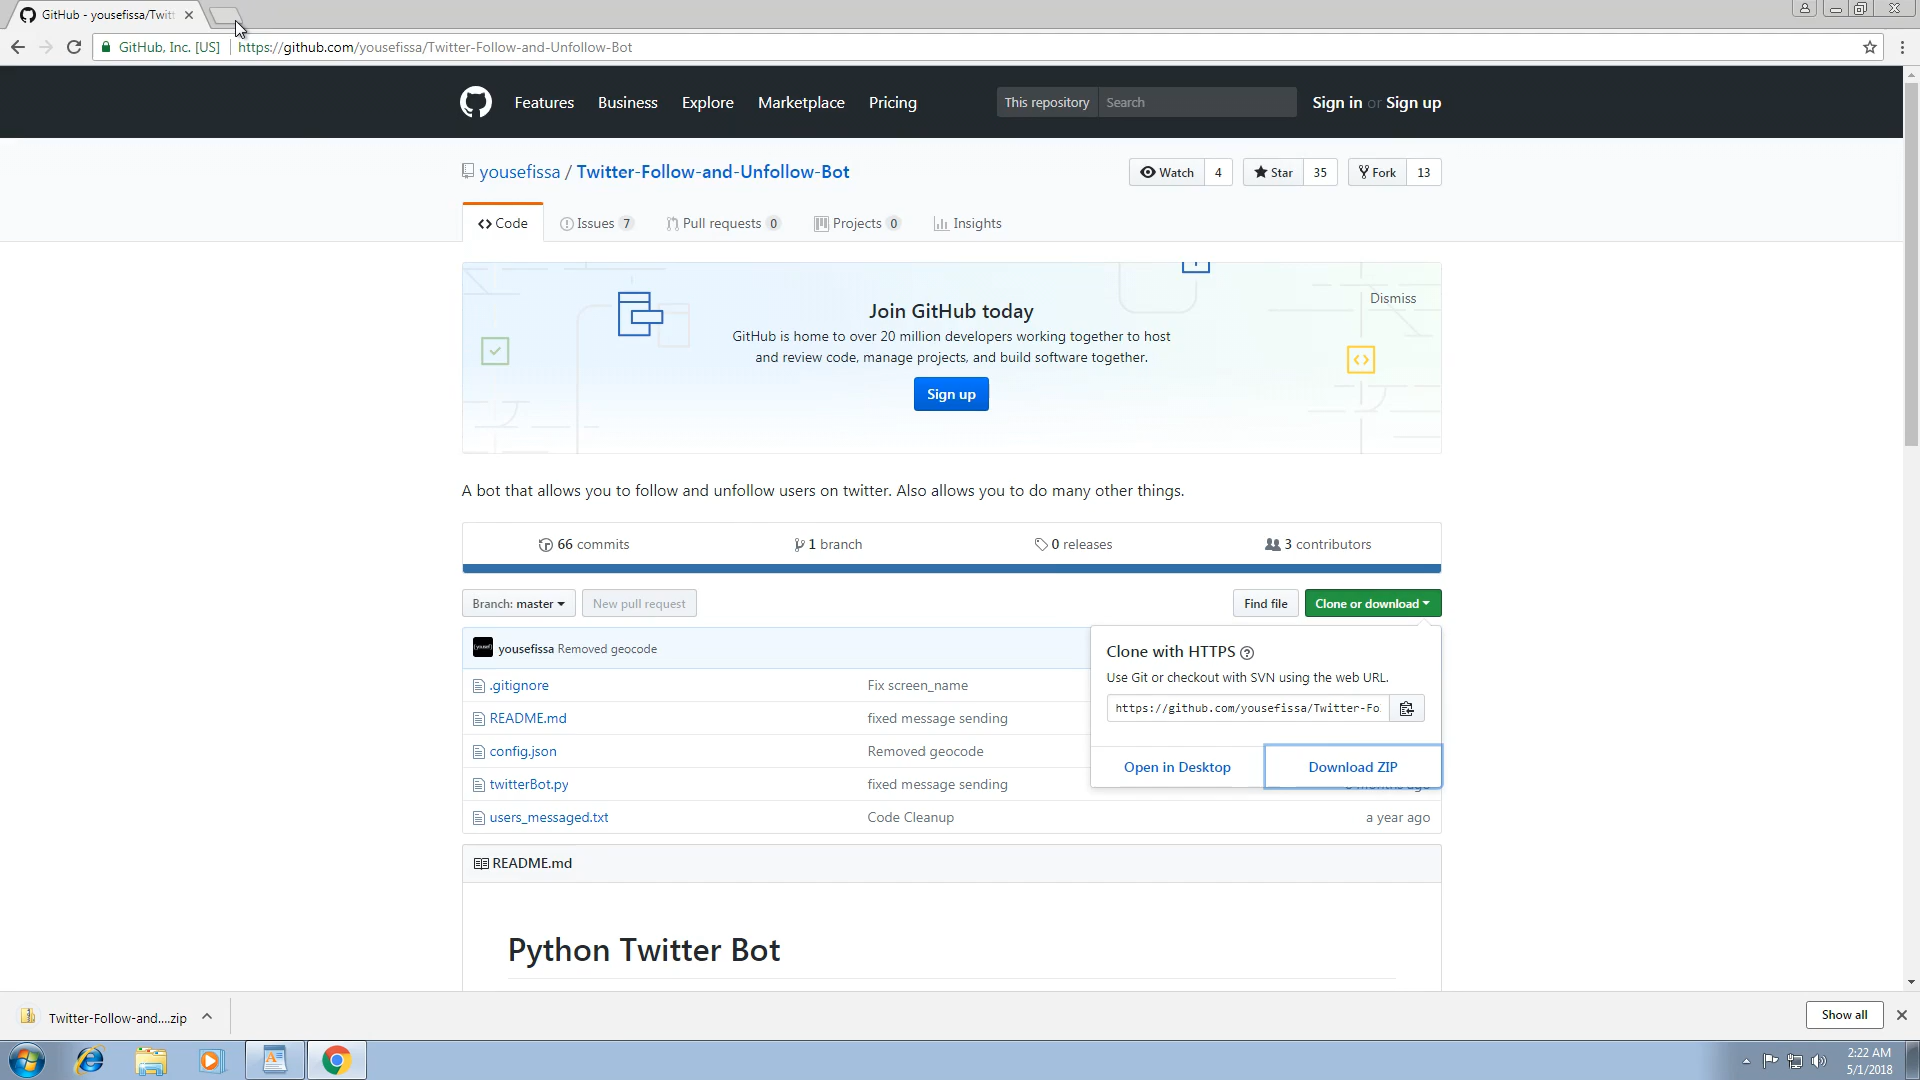 GitHub - yousefissa/Twitt
GitHub, Inc. [US] https://github.com/yousefissa/Twitter-Follow-and-Unfollow-Bot
Features Business Explore Marketplace Pricing This repository Search Sign in or Sign up
yousefissa / Twitter-Follow-and-Unfollow-Bot Watch 4 Star 35 Fork 13
Code Issues 7 Pull requests 0 Projects 0 Insights
Dismiss
Join GitHub today
GitHub is home to over 20 million developers working together to host
and review code, manage projects, and build software together.
Sign up
A bot that allows you to follow and unfollow users on twitter. Also allows you to do many other things.
66 commits 1 branch 0 releases 3 contributors
Branch: master New pull request Find file Clone or download
yousefissa Removed geocode
Clone with HTTPS
Use Git or checkout with SVN using the web URL.
https://github.com/yousefissa/Twitter-Fo
Open in Desktop Download ZIP
.gitignore Fix screen_name
README.md fixed message sending
config.json Removed geocode
twitterBot.py fixed message sending
users_messaged.txt Code Cleanup a year ago
README.md
Python Twitter Bot
Twitter-Follow-and....zip Show all
2:22 AM
5/1/2018